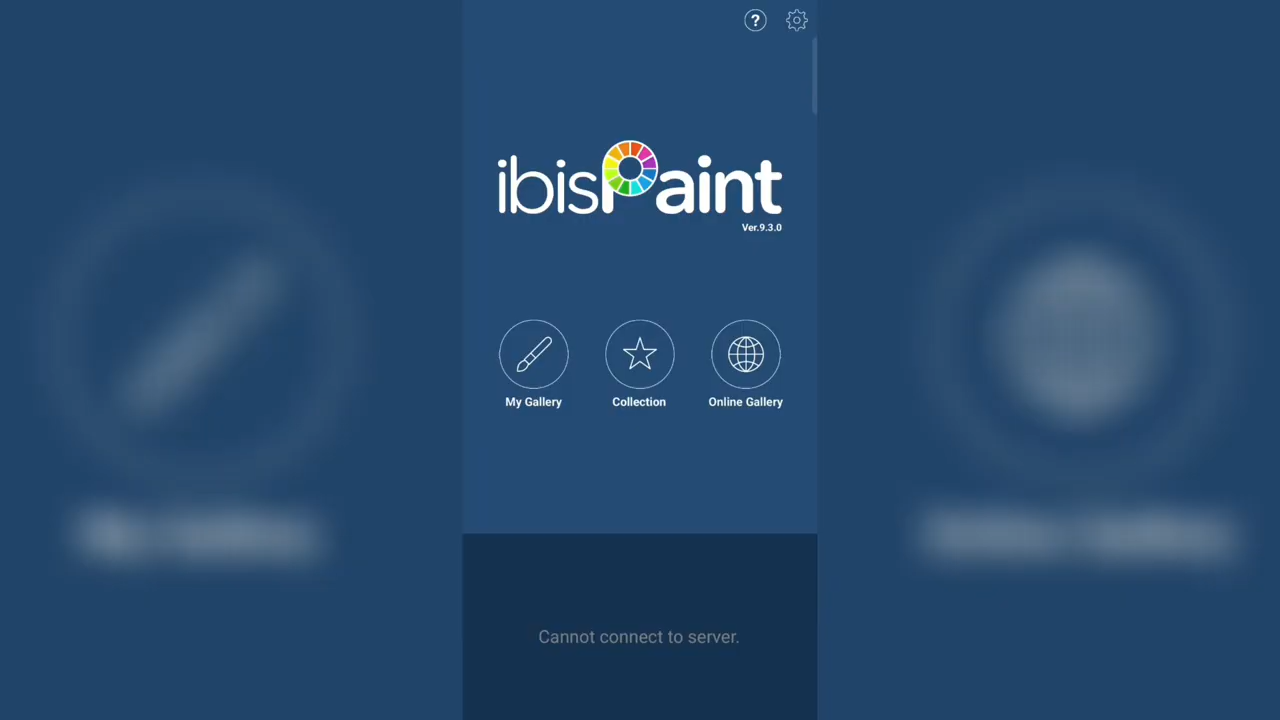 ?
ibisPaint
Ver.9.3.0
My Gallery
Collection
Online Gallery
Cannot connect to server.